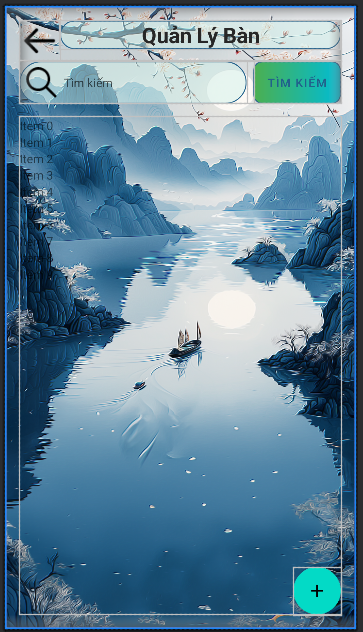 Quản Lý Bàn
Tìm kiếm
TÌM KIẾM
Item 0
Item 1
Item 2
Item 3
+